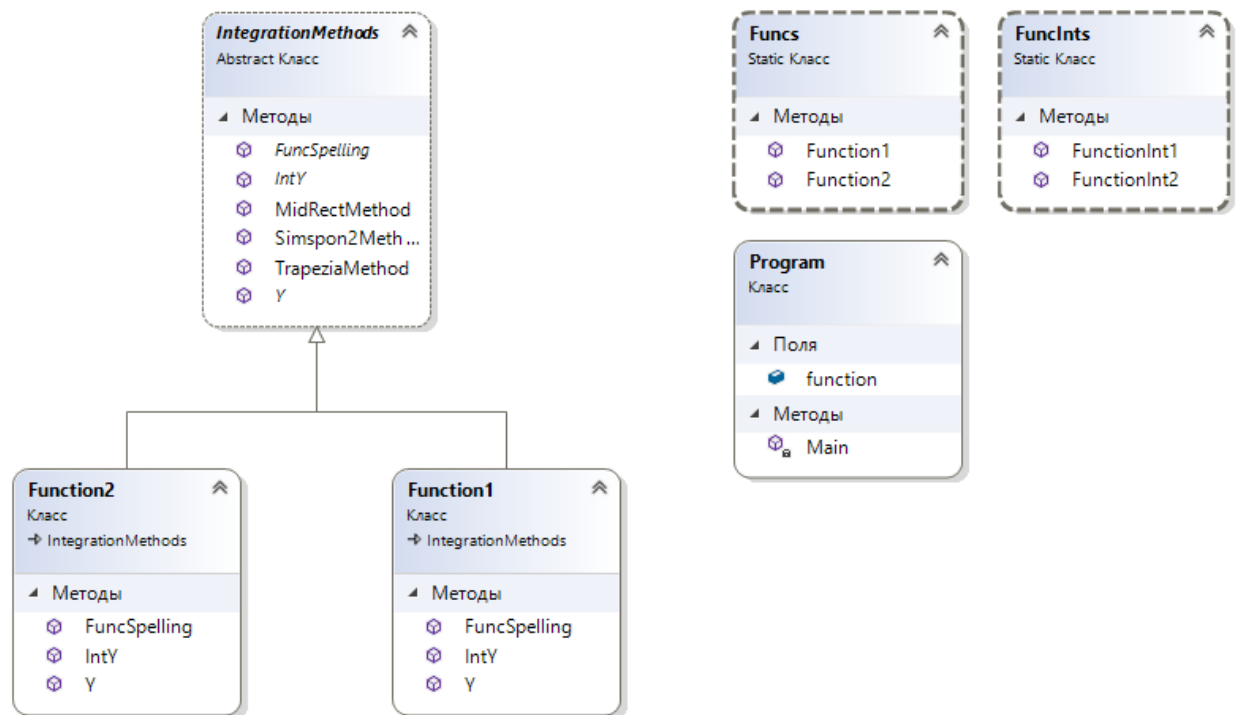 IntegrationMethods
Abstract Класс
Методы
FuncSpelling
IntY
MidRectMethod
Simspon2Meth ...
TrapeziaMethod
Y
Funcs
Static Класс
Методы
Function1
Function2
FuncInts
Static Класс
Методы
FunctionInt1
FunctionInt2
Program
Класс
Поля
function
Методы
Main
Function2
Класс
IntegrationMethods
Методы
FuncSpelling
IntY
Y
Function1
Класс
IntegrationMethods
Методы
FuncSpelling
IntY
Y